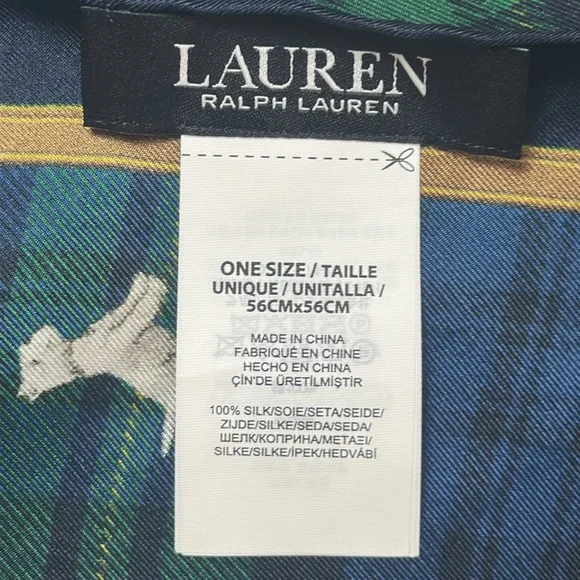 LAUREN
RALPH LAUREN
ONE SIZE / TAILLE
UNIQUE / UNITALLA /
56CMx56CM
MADE IN CHINA
FABRIQUÉ EN CHINE
HECHO EN CHINA
ÇİN'DE ÜRETİLMİŞTİR
100% SILK/SOIE/SETA/SEIDE/
ZIJDE/SILKE/SEDA/SEDA/
ШЕЛК/КОПРИНА/ΜΕΤΑΞΙ/
SILKE/SILKE/İPEK/HEDVÁBÍ